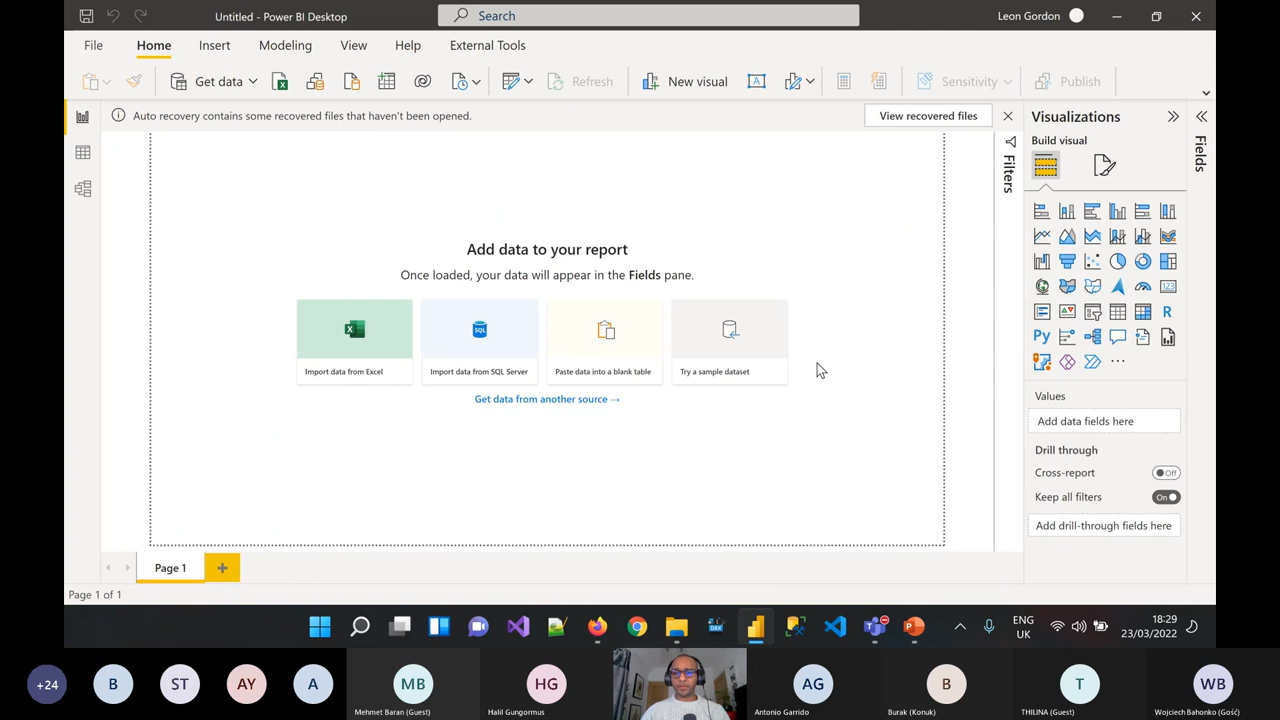 Untitled - Power BI Desktop
Search
Leon Gordon
File
Home
Insert
Modeling
View
Help
External Tools
Get data
Refresh
New visual
Sensitivity
Publish
Auto recovery contains some recovered files that haven't been opened.
View recovered files
Visualizations
Build visual
Filters
Fields
Add data to your report
Once loaded, your data will appear in the Fields pane.
SQL
Import data from Excel
Import data from SQL Server
Paste data into a blank table
Try a sample dataset
Get data from another source →
123
R
Py
Values
Add data fields here
Drill through
Cross-report
Off
Keep all filters
On
Add drill-through fields here
Page 1
Page 1 of 1
DAX
ENG
UK
18:29
23/03/2022
+24
B
ST
AY
A
MB
Mehmet Baran (Guest)
HG
Halil Gungormus
AG
Antonio Garrido
B
Burak (Konuk)
T
THILINA (Guest)
WB
Wojciech Bahonko (Gość)